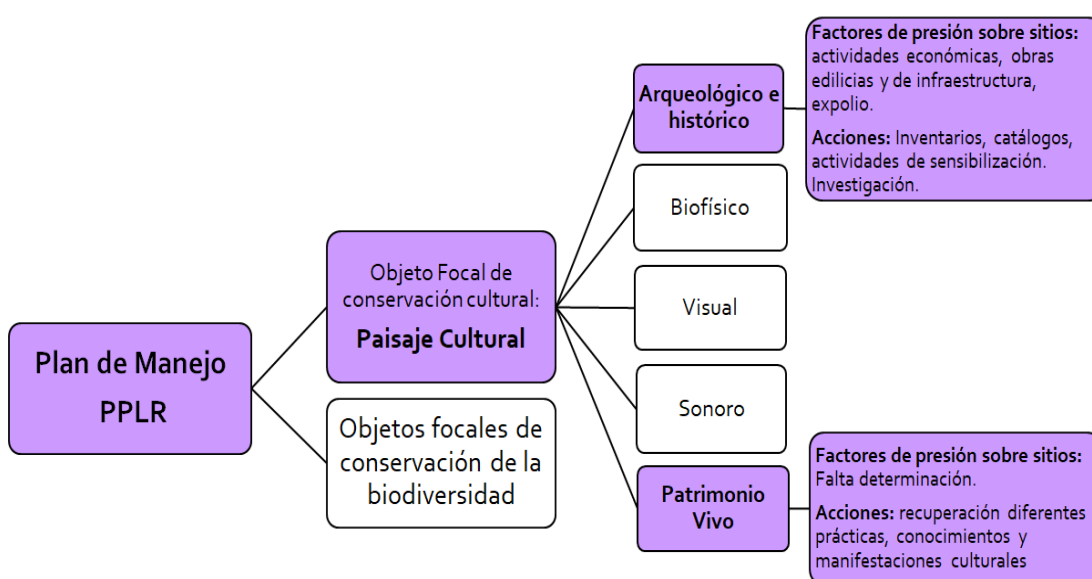 Plan de Manejo
PPLR
Objeto Focal de
conservación cultural:
Paisaje Cultural
Objetos focales de
conservación de la
biodiversidad
Arqueológico e
histórico
Biofísico
Visual
Sonoro
Patrimonio
Vivo
Factores de presión sobre sitios:
actividades económicas, obras
edilicias y de infraestructura,
expolio.
Acciones: Inventarios, catálogos,
actividades de sensibilización.
Investigación.
Factores de presión sobre sitios:
Falta determinación.
Acciones: recuperación diferentes
prácticas, conocimientos y
manifestaciones culturales